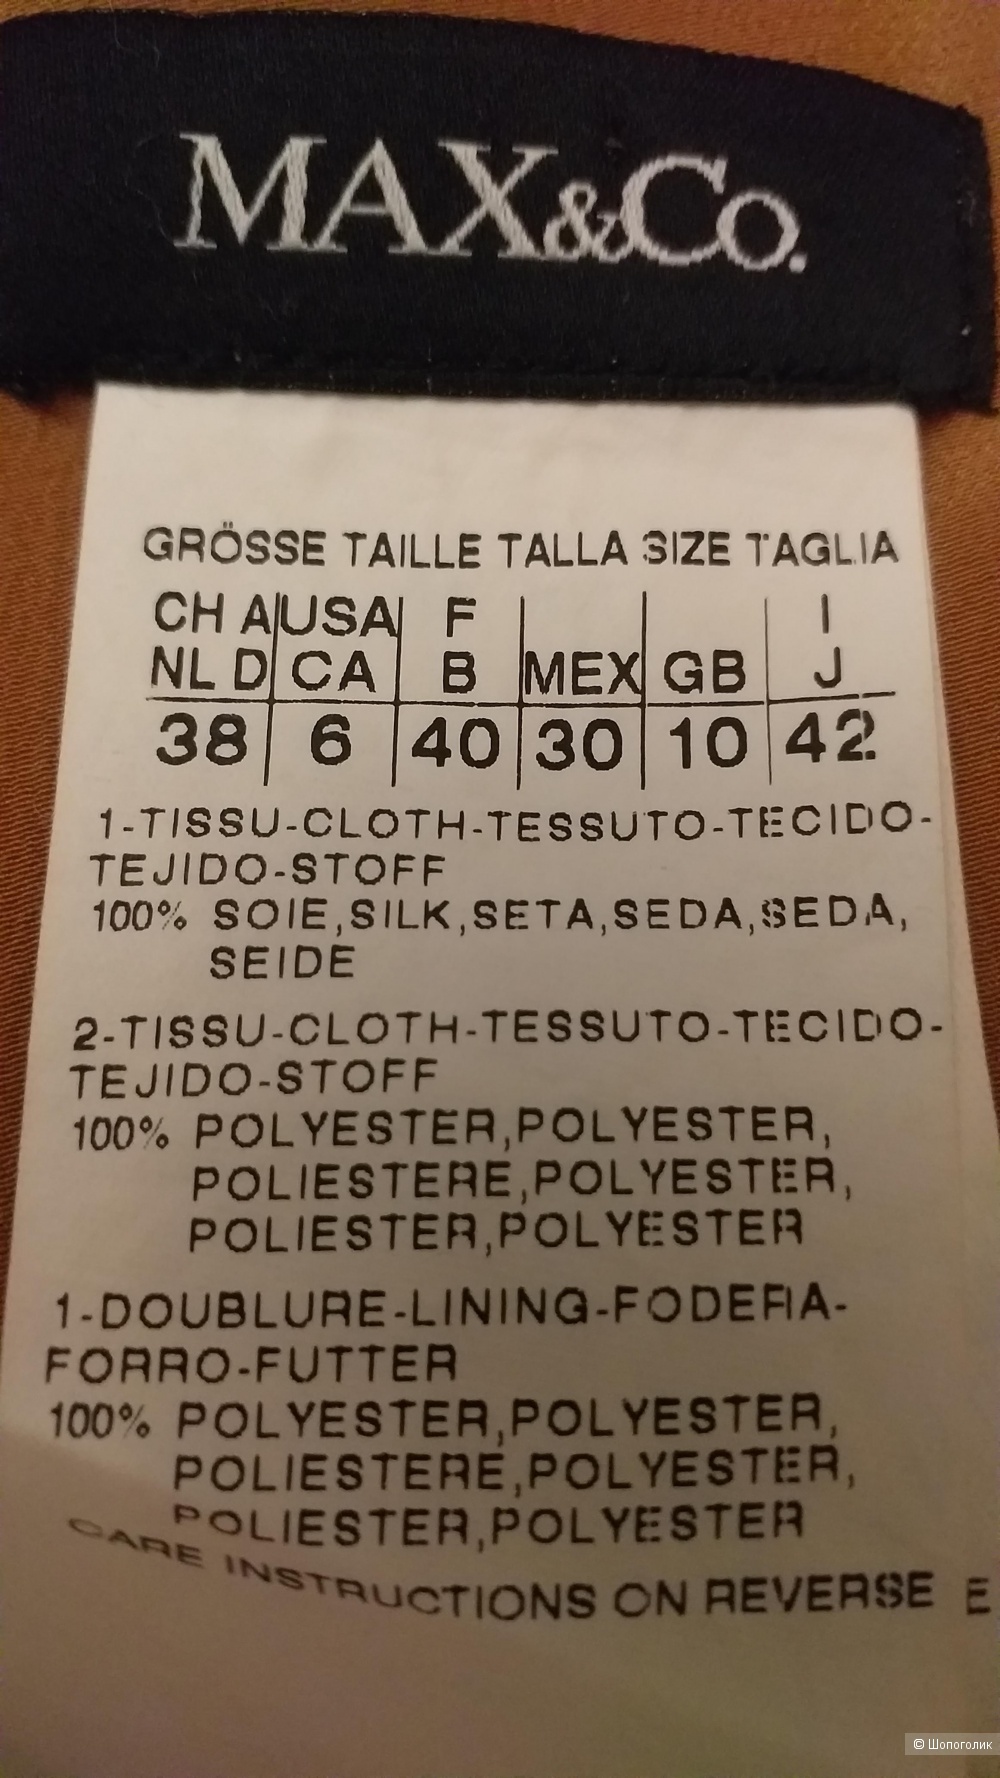 MAX&Co.
GRÖSSE TAILLE TALLA SIZE TAGLIA
CH A USA F I
NL D CA B MEX GB J
38 6 40 30 10 42
1-TISSU-CLOTH-TESSUTO-TECIDO-
TEJIDO-STOFF
100% SOIE,SILK,SETA,SEDA,SEDA,
SEIDE
2-TISSU-CLOTH-TESSUTO-TECIDO-
TEJIDO-STOFF
100% POLYESTER,POLYESTER,
POLIESTERE,POLYESTER,
POLIESTER,POLYESTER
1-DOUBLURE-LINING-FODERA-
FORRO-FUTTER
100% POLYESTER,POLYESTER,
POLIESTERE,POLYESTER,
POLIESTER,POLYESTER
CARE INSTRUCTIONS ON REVERSE E
© Шопоголик